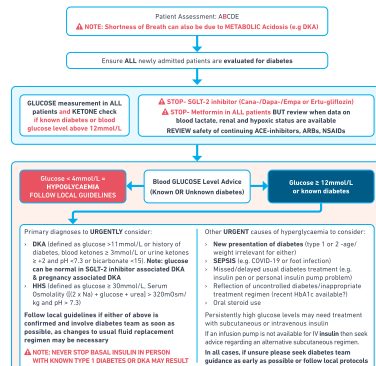 Patient Assessment: ABCDE
⚠ NOTE: Shortness of Breath can also be due to METABOLIC Acidosis (e.g DKA)
Ensure ALL newly admitted patients are evaluated for diabetes
GLUCOSE measurement in ALL
patients and KETONE check
if known diabetes or blood
glucose level above 12mmol/L
⚠ STOP- SGLT-2 inhibitor (Cana-/Dapa-/Empa or Ertu-gliflozin)
⚠ STOP- Metformin in ALL patients BUT review when data on
blood lactate, renal and hypoxic status are available
REVIEW safety of continuing ACE-inhibitors, ARBs, NSAIDs
Glucose < 4mmol/L =
HYPOGLYCAEMIA
FOLLOW LOCAL GUIDELINES
Blood GLUCOSE Level Advice
(Known OR Unknown diabetes)
Glucose ≥ 12mmol/L
or known diabetes
Primary diagnoses to URGENTLY consider:
› DKA (defined as glucose >11mmol/L or history of
diabetes, blood ketones ≥ 3mmol/L or urine ketones
≥ +2 and pH <7.3 or bicarbonate <15). Note: glucose
can be normal in SGLT-2 inhibitor associated DKA
& pregnancy associated DKA
› HHS (defined as glucose ≥ 30mmol/L, Serum
Osmolality ((2 x Na) + glucose + urea) > 320mOsm/
kg and pH > 7.3)
Follow local guidelines if either of above is
confirmed and involve diabetes team as soon as
possible, as changes to usual fluid replacement
regimen may be necessary
⚠ NOTE: NEVER STOP BASAL INSULIN IN PERSON
WITH KNOWN TYPE 1 DIABETES OR DKA MAY RESULT
Other URGENT causes of hyperglycaemia to consider:
› New presentation of diabetes (type 1 or 2 -age/
weight irrelevant for either)
› SEPSIS (e.g. COVID-19 or foot infection)
› Missed/delayed usual diabetes treatment (e.g.
insulin pen or personal insulin pump problem)
› Reflection of uncontrolled diabetes/inappropriate
treatment regimen (recent HbA1c available?)
› Oral steroid use
Persistently high glucose levels may need treatment
with subcutaneous or intravenous insulin
If an infusion pump is not available for IV insulin then seek
advice regarding an alternative subcutaneous regimen.
In all cases, if unsure please seek diabetes team
guidance as early as possible or follow local protocols